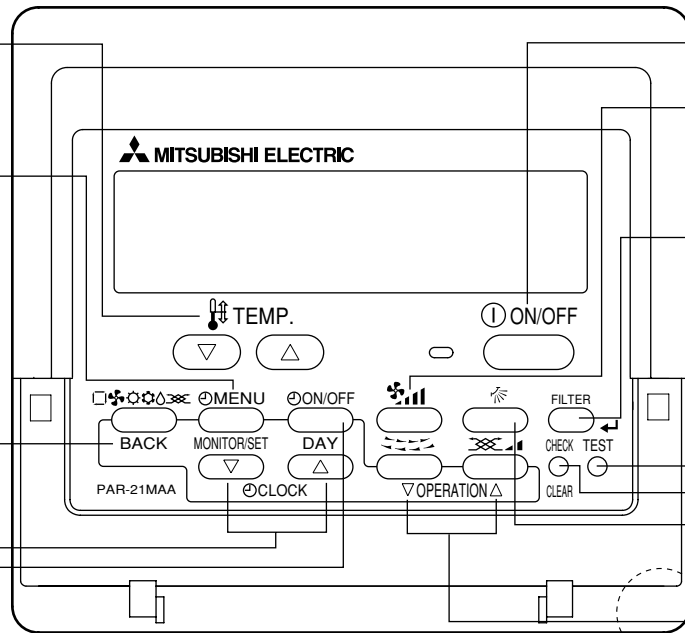 MITSUBISHI ELECTRIC
TEMP.
ON/OFF
MENU
ON/OFF
FILTER
BACK
MONITOR/SET
DAY
CHECK
TEST
PAR-21MAA
CLOCK
OPERATION
CLEAR